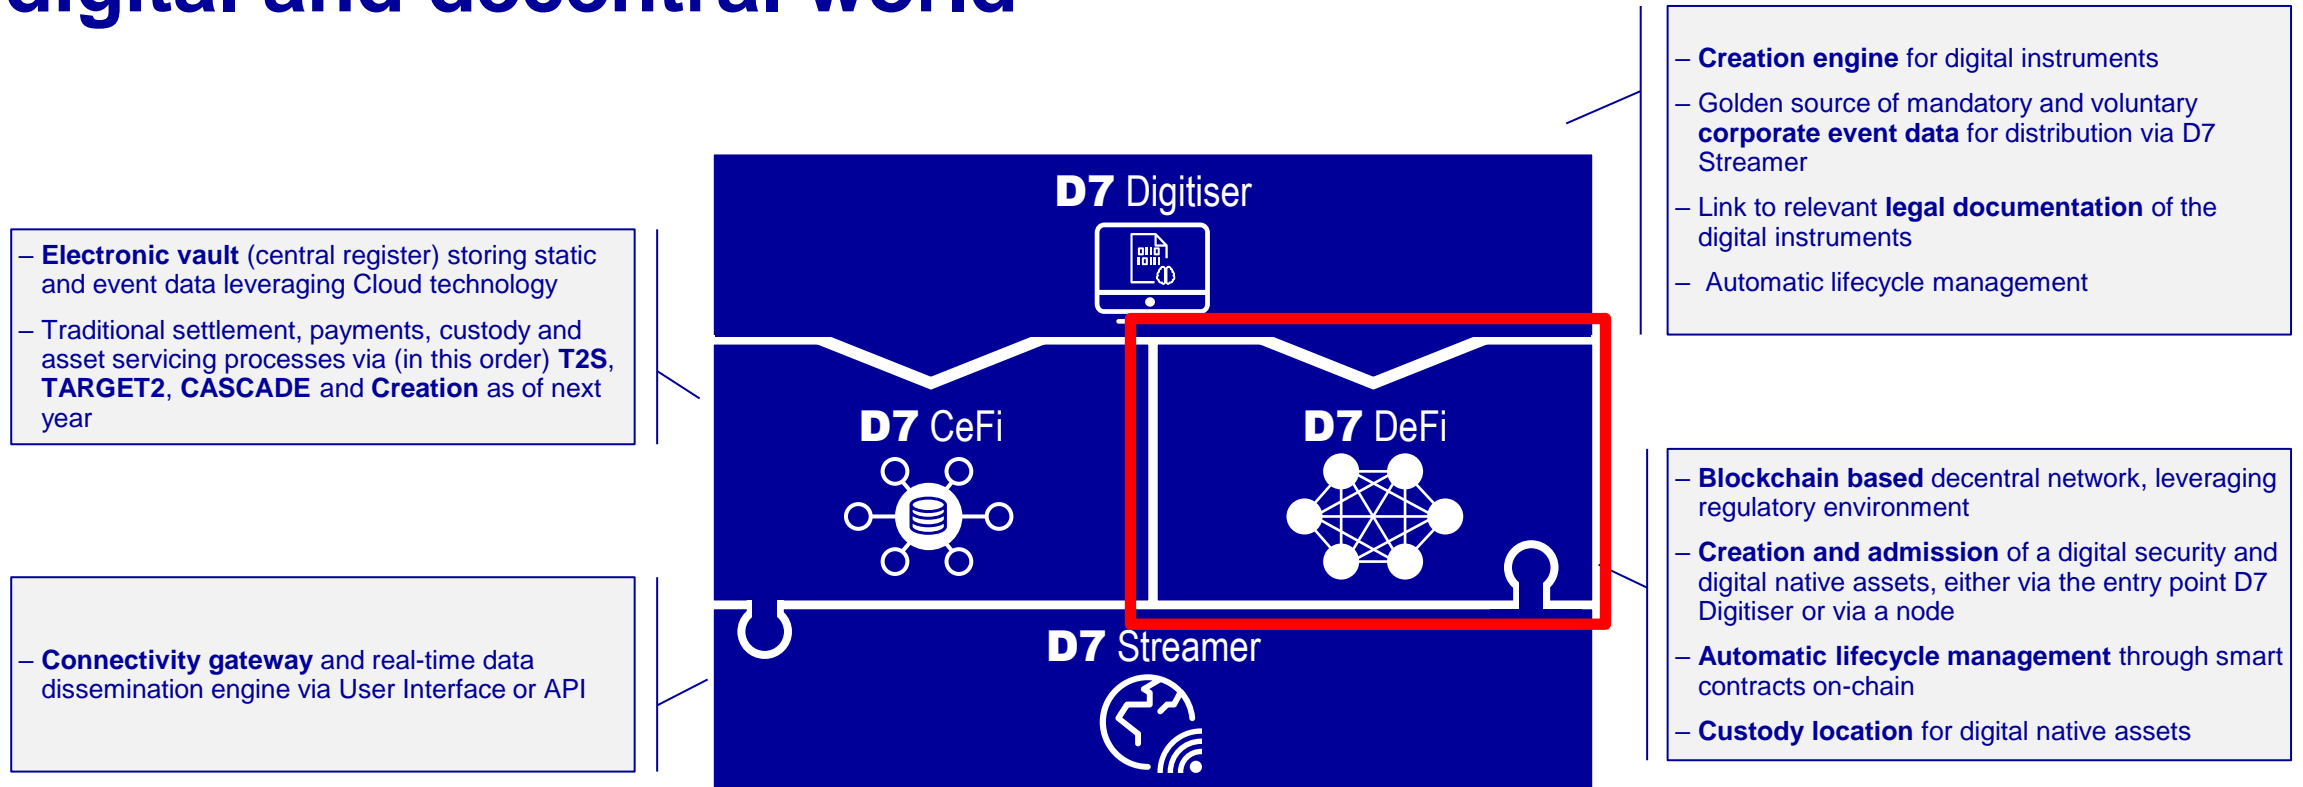 digital and decentral world
– Creation engine for digital instruments
– Golden source of mandatory and voluntary
corporate event data for distribution via D7
Streamer
– Link to relevant legal documentation of the
digital instruments
– Automatic lifecycle management
– Electronic vault (central register) storing static
and event data leveraging Cloud technology
– Traditional settlement, payments, custody and
asset servicing processes via (in this order) T2S,
TARGET2, CASCADE and Creation as of next
year
D7 Digitiser
D7 CeFi
D7 DeFi
– Blockchain based decentral network, leveraging
regulatory environment
– Creation and admission of a digital security and
digital native assets, either via the entry point D7
Digitiser or via a node
– Automatic lifecycle management through smart
contracts on-chain
– Custody location for digital native assets
– Connectivity gateway and real-time data
dissemination engine via User Interface or API
D7 Streamer